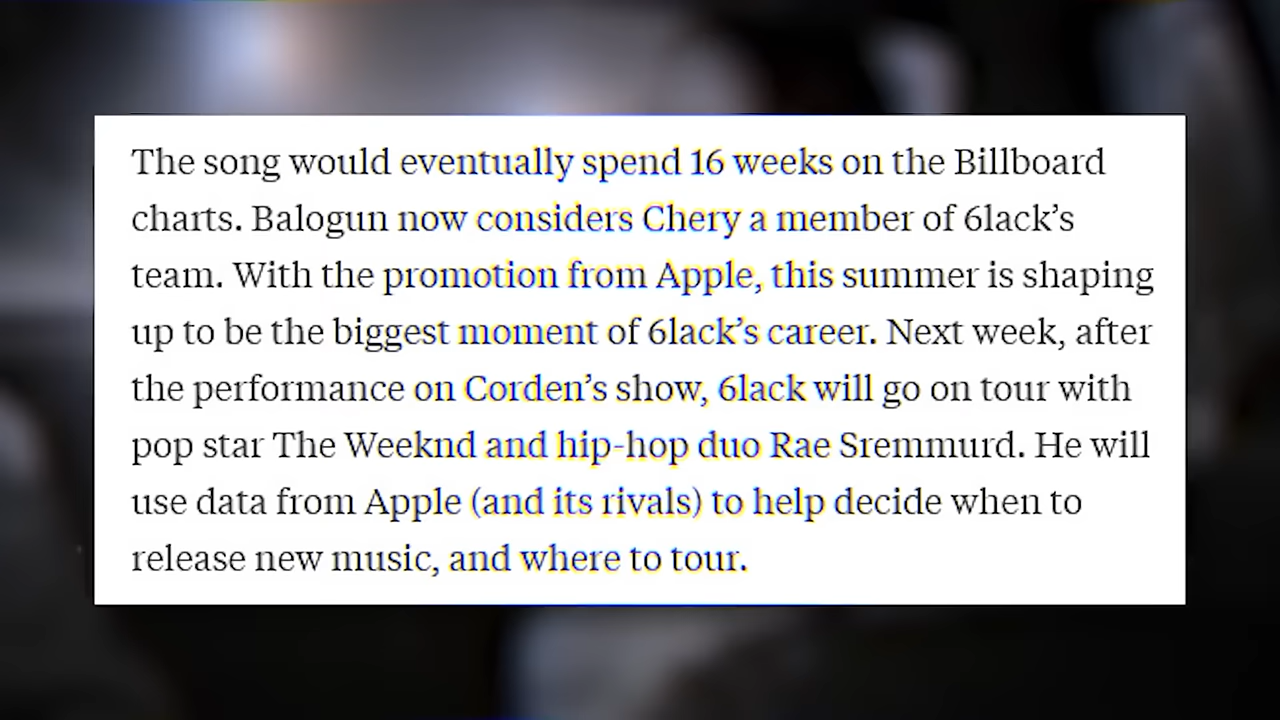 The song would eventually spend 16 weeks on the Billboard
charts. Balogun now considers Chery a member of 6lack’s
team. With the promotion from Apple, this summer is shaping
up to be the biggest moment of 6lack’s career. Next week, after
the performance on Corden’s show, 6lack will go on tour with
pop star The Weeknd and hip-hop duo Rae Sremmurd. He will
use data from Apple (and its rivals) to help decide when to
release new music, and where to tour.